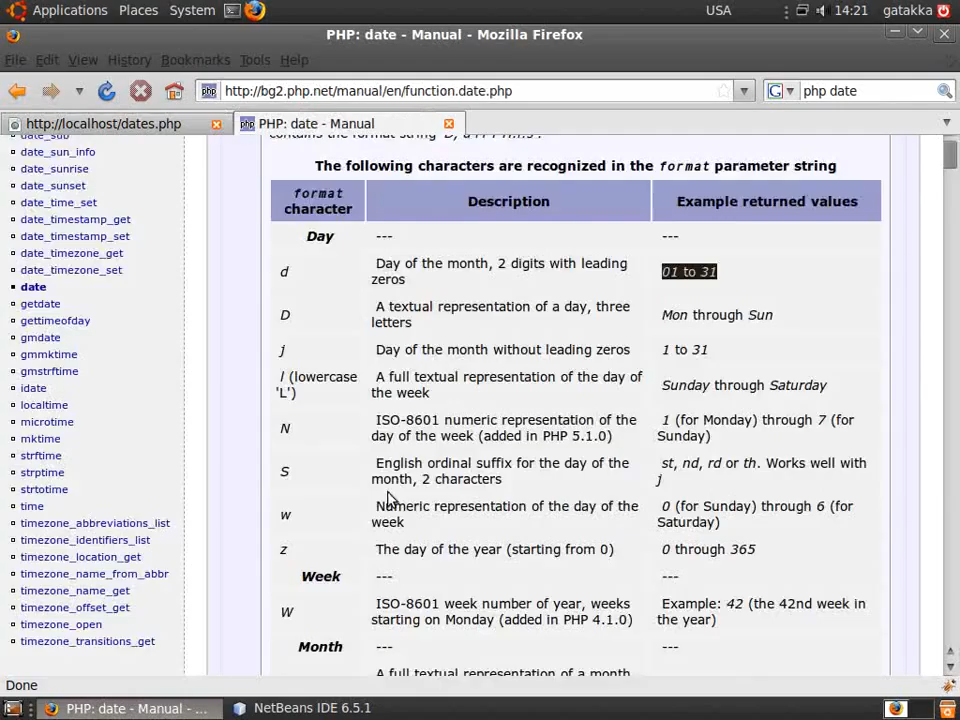 Applications Places System USA 14:21 gatakka
PHP: date - Manual - Mozilla Firefox
File Edit View History Bookmarks Tools Help
php http://bg2.php.net/manual/en/function.date.php G php date
http://localhost/dates.php php PHP: date - Manual
date_sub
date_sun_info
date_sunrise
date_sunset
date_time_set
date_timestamp_get
date_timestamp_set
date_timezone_get
date_timezone_set
date
getdate
gettimeofday
gmdate
gmmktime
gmstrftime
idate
localtime
microtime
mktime
strftime
strptime
strtotime
time
timezone_abbreviations_list
timezone_identifiers_list
timezone_location_get
timezone_name_from_abbr
timezone_name_get
timezone_offset_get
timezone_open
timezone_transitions_get
contains the format string
The following characters are recognized in the format parameter string
format
character
Description
Example returned values
Day
---
---
d
Day of the month, 2 digits with leading
zeros
01 to 31
D
A textual representation of a day, three
letters
Mon through Sun
j
Day of the month without leading zeros
1 to 31
l (lowercase
'L')
A full textual representation of the day of
the week
Sunday through Saturday
N
ISO-8601 numeric representation of the
day of the week (added in PHP 5.1.0)
1 (for Monday) through 7 (for
Sunday)
S
English ordinal suffix for the day of the
month, 2 characters
st, nd, rd or th. Works well with
j
w
Numeric representation of the day of the
week
0 (for Sunday) through 6 (for
Saturday)
z
The day of the year (starting from 0)
0 through 365
Week
---
---
W
ISO-8601 week number of year, weeks
starting on Monday (added in PHP 4.1.0)
Example: 42 (the 42nd week in
the year)
Month
---
---
A full textual representation of a month,
Done
PHP: date - Manual - ... NetBeans IDE 6.5.1